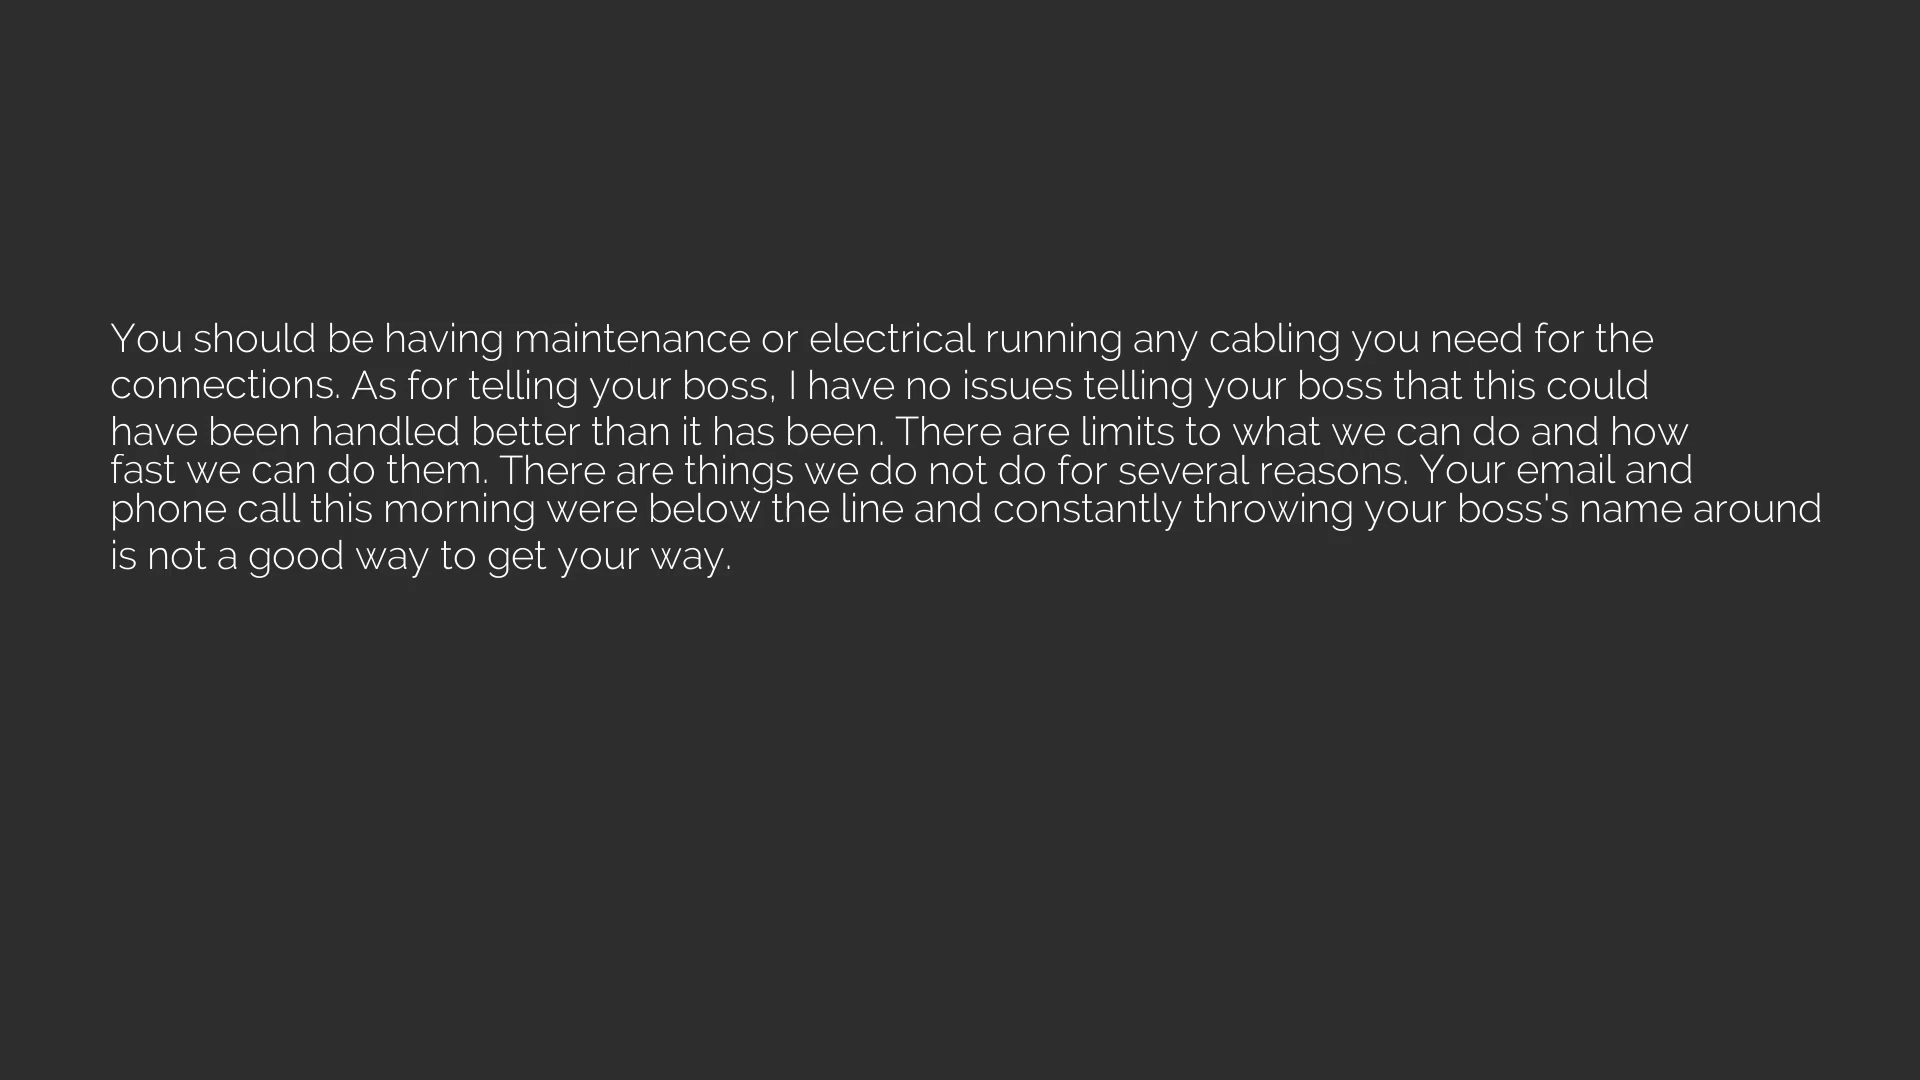 You should be having maintenance or electrical running any cabling you need for the
connections. As for telling your boss, I have no issues telling your boss that this could
have been handled better than it has been. There are limits to what we can do and how
fast we can do them. There are things we do not do for several reasons. Your email and
phone call this morning were below the line and constantly throwing your boss's name around
is not a good way to get your way.